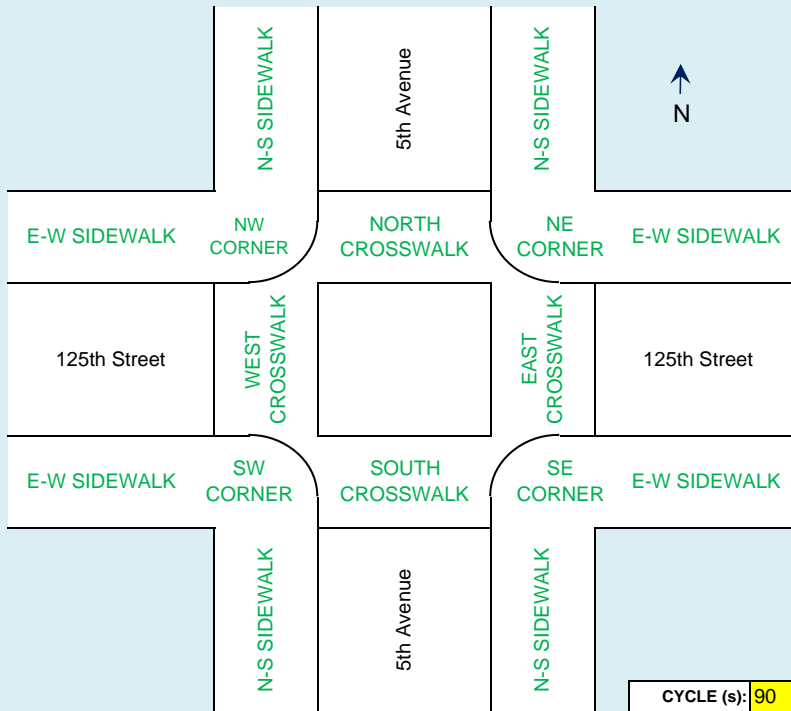 N-S SIDEWALK
5th Avenue
N-S SIDEWALK
N
E-W SIDEWALK
NW
CORNER
NORTH
CROSSWALK
NE
CORNER
E-W SIDEWALK
125th Street
WEST
CROSSWALK
EAST
CROSSWALK
125th Street
E-W SIDEWALK
SW
CORNER
SOUTH
CROSSWALK
SE
CORNER
E-W SIDEWALK
N-S SIDEWALK
5th Avenue
N-S SIDEWALK
CYCLE (s): 90